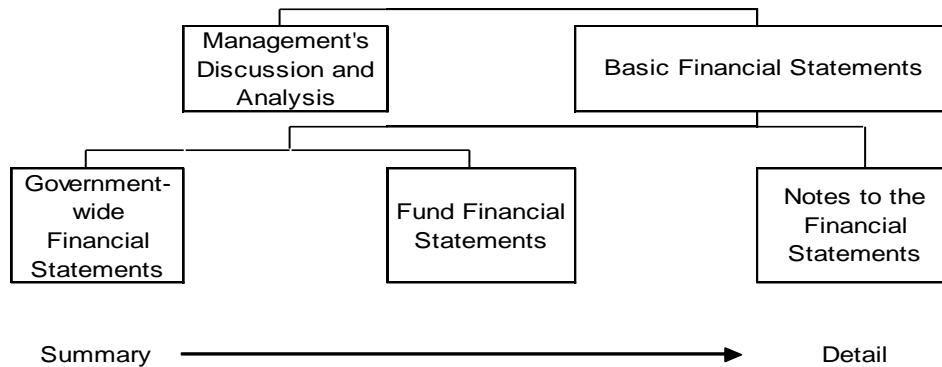 Management's
Discussion and
Analysis
Basic Financial Statements
Government-
wide
Financial
Statements
Fund Financial
Statements
Notes to the
Financial
Statements
Summary
Detail